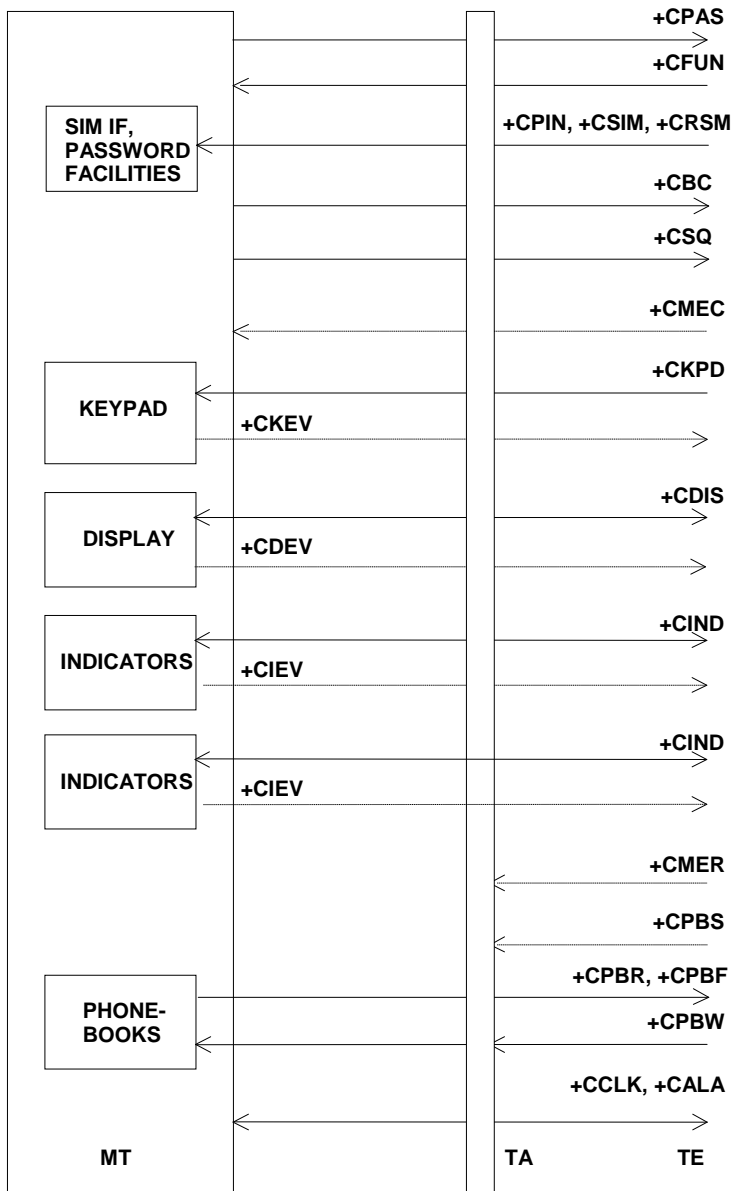 +CPAS
+CFUN
SIM IF,
PASSWORD
FACILITIES
+CPIN, +CSIM, +CRSM
+CBC
+CSQ
+CMEC
+CKPD
KEYPAD
+CKEV
+CDIS
DISPLAY
+CDEV
+CIND
INDICATORS
+CIEV
+CIND
INDICATORS
+CIEV
+CMER
+CPBS
+CPBR, +CPBF
PHONE-
BOOKS
+CPBW
+CCLK, +CALA
MT TA TE